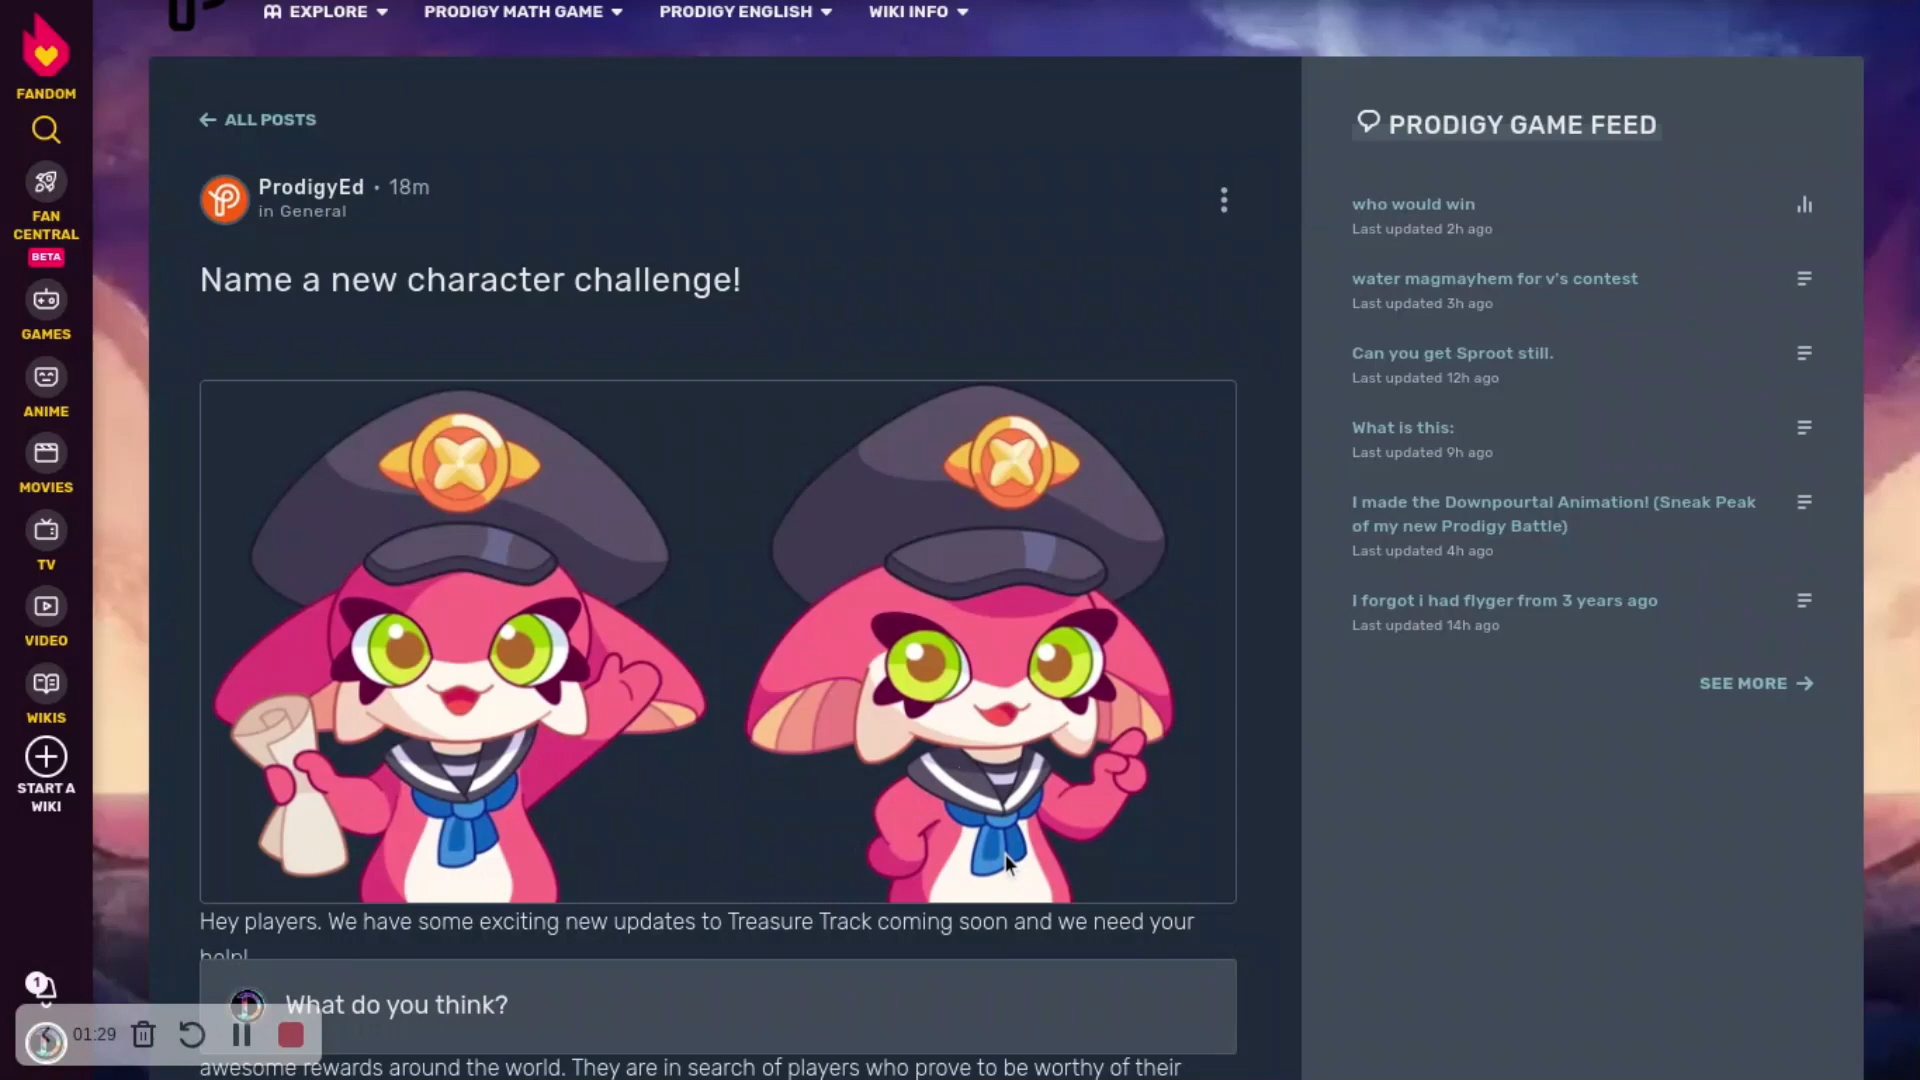 EXPLORE
PRODIGY MATH GAME
PRODIGY ENGLISH
WIKI INFO
FANDOM
FAN
CENTRAL
BETA
GAMES
ANIME
MOVIES
TV
VIDEO
WIKIS
START A
WIKI
1
01:29
ALL POSTS
ProdigyEd • 18m
in General
Name a new character challenge!
Hey players. We have some exciting new updates to Treasure Track coming soon and we need your
help!
What do you think?
awesome rewards around the world. They are in search of players who prove to be worthy of their
PRODIGY GAME FEED
who would win
Last updated 2h ago
water magmayhem for v's contest
Last updated 3h ago
Can you get Sproot still.
Last updated 12h ago
What is this:
Last updated 9h ago
I made the Downpourtal Animation! (Sneak Peak
of my new Prodigy Battle)
Last updated 4h ago
I forgot i had flyger from 3 years ago
Last updated 14h ago
SEE MORE